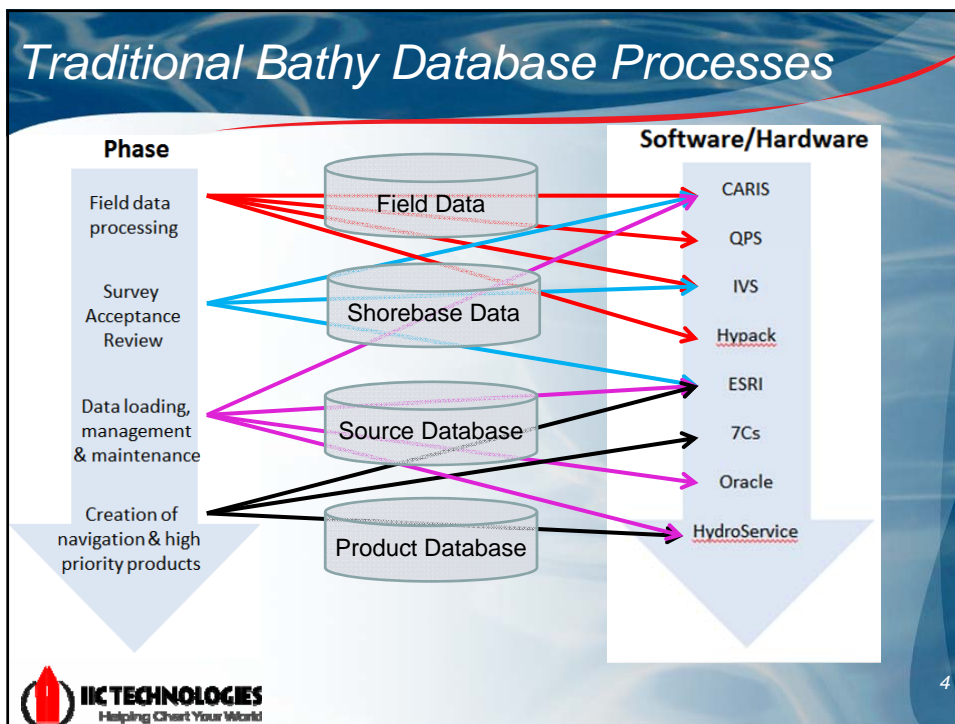 Traditional Bathy Database Processes
Phase
Field data
processing
Survey
Acceptance
Review
Data loading,
management
& maintenance
Creation of
navigation & high
priority products
Field Data
Shorebase Data
Source Database
Product Database
Software/Hardware
CARIS
QPS
IVS
Hypack
ESRI
7Cs
Oracle
HydroService
IIC TECHNOLOGIES
Helping Chart Your World
4